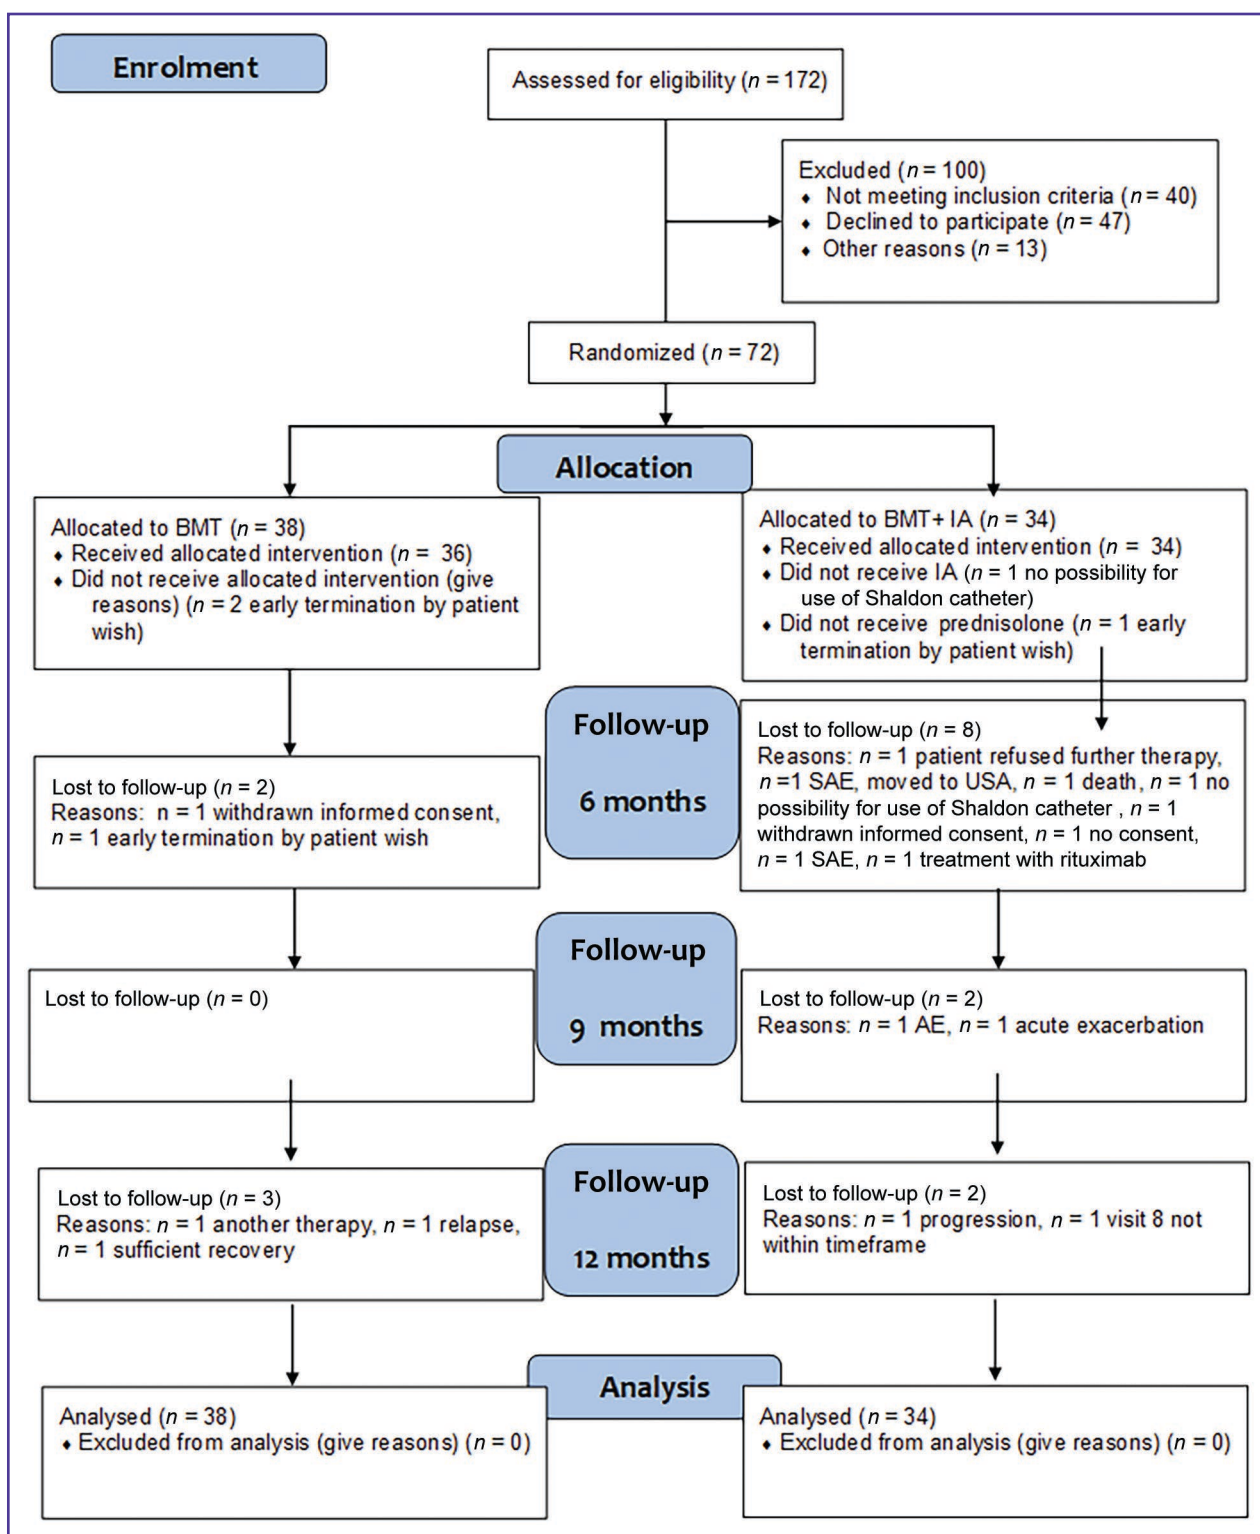 Enrolment
Assessed for eligibility (n = 172)
Excluded (n = 100)
♦ Not meeting inclusion criteria (n = 40)
♦ Declined to participate (n = 47)
♦ Other reasons (n = 13)
Randomized (n = 72)
Allocation
Allocated to BMT (n = 38)
♦ Received allocated intervention (n = 36)
♦ Did not receive allocated intervention (give
reasons) (n = 2 early termination by patient
wish)
Allocated to BMT+ IA (n = 34)
♦ Received allocated intervention (n = 34)
♦ Did not receive IA (n = 1 no possibility for
use of Shaldon catheter)
♦ Did not receive prednisolone (n = 1 early
termination by patient wish)
Follow-up
6 months
Lost to follow-up (n = 2)
Reasons: n = 1 withdrawn informed consent,
n = 1 early termination by patient wish
Lost to follow-up (n = 8)
Reasons: n = 1 patient refused further therapy,
n =1 SAE, moved to USA, n = 1 death, n = 1 no
possibility for use of Shaldon catheter , n = 1
withdrawn informed consent, n = 1 no consent,
n = 1 SAE, n = 1 treatment with rituximab
Follow-up
9 months
Lost to follow-up (n = 0)
Lost to follow-up (n = 2)
Reasons: n = 1 AE, n = 1 acute exacerbation
Follow-up
12 months
Lost to follow-up (n = 3)
Reasons: n = 1 another therapy, n = 1 relapse,
n = 1 sufficient recovery
Lost to follow-up (n = 2)
Reasons: n = 1 progression, n = 1 visit 8 not
within timeframe
Analysis
Analysed (n = 38)
♦ Excluded from analysis (give reasons) (n = 0)
Analysed (n = 34)
♦ Excluded from analysis (give reasons) (n = 0)